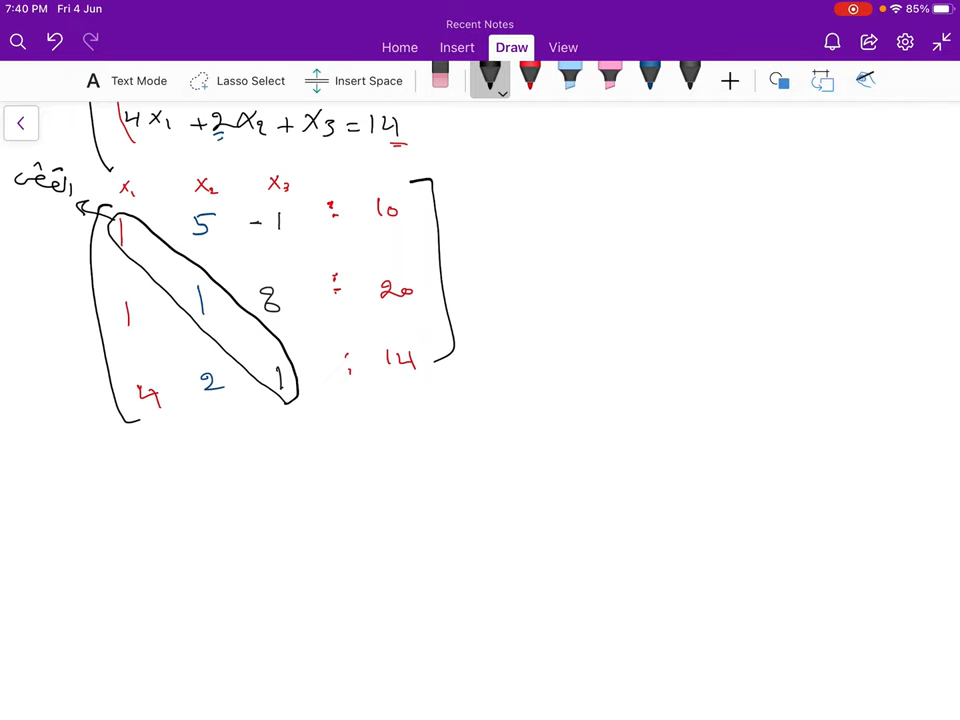 7:40 PM Fri 4 Jun
85%
Recent Notes
Home Insert Draw View
A Text Mode Lasso Select Insert Space
4x₁ + 2x₂ + x₃ = 14
x₁ x₂ x₃
1 5 -1 : 10
1 1 8 : 20
4 2 1 : 14